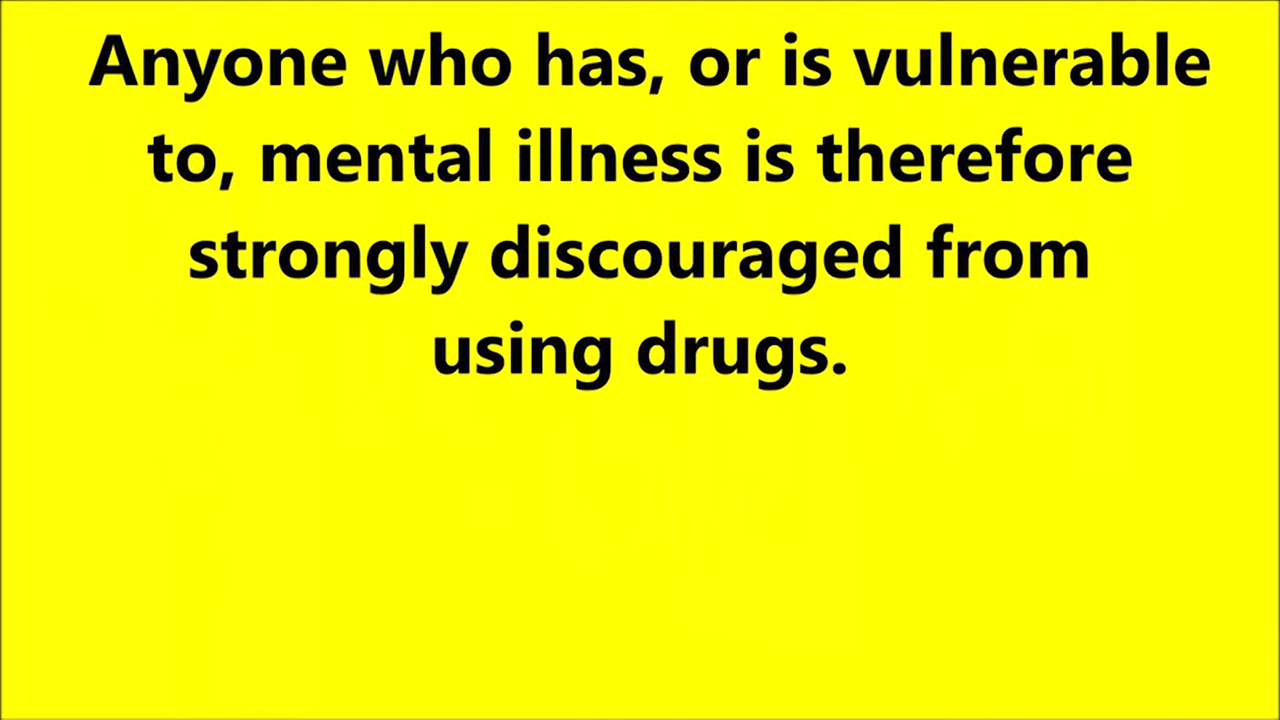 Anyone who has, or is vulnerable
to, mental illness is therefore
strongly discouraged from
using drugs.